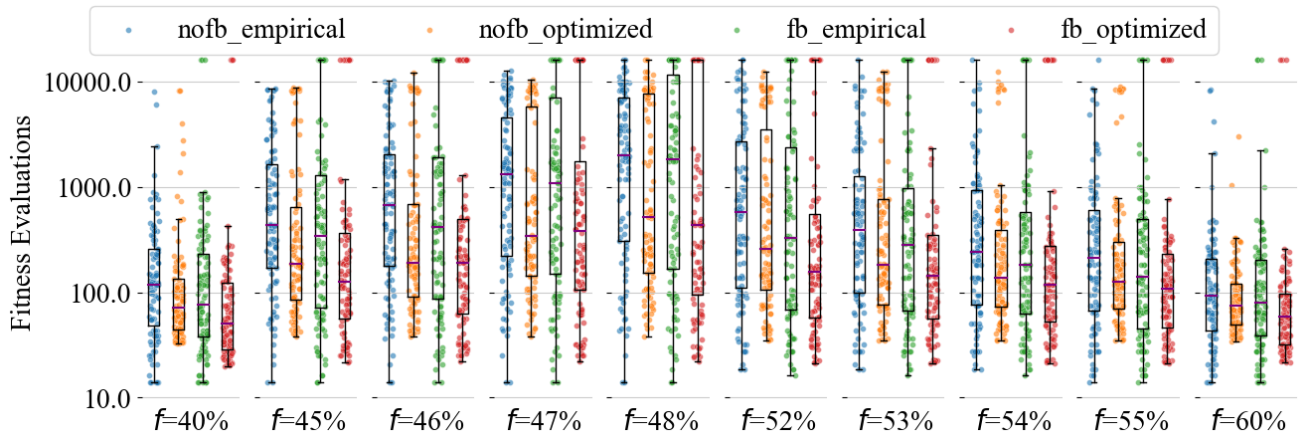 nofb_empirical nofb_optimized fb_empirical fb_optimized
Fitness Evaluations
10000.0
1000.0
100.0
10.0
f=40% f=45% f=46% f=47% f=48% f=52% f=53% f=54% f=55% f=60%